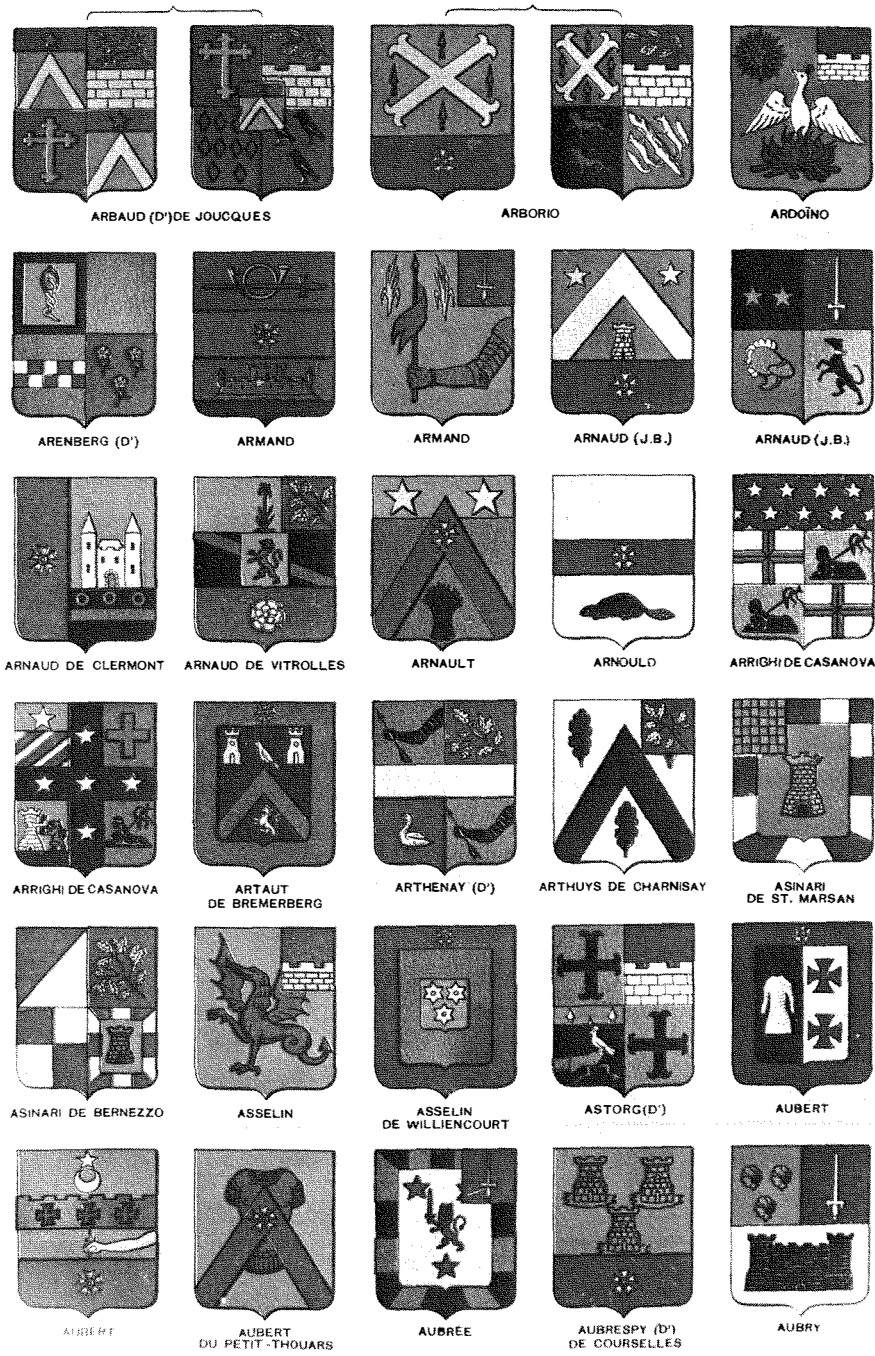 ARBAUD (D') DE JOUCQUES
ARBORIO
ARDOÏNO
ARENBERG (D')
ARMAND
ARMAND
ARNAUD (J.B.)
ARNAUD (J.B.)
ARNAUD DE CLERMONT
ARNAUD DE VITROLLES
ARNAULT
ARNOULD
ARRIGHI DE CASANOVA
ARRIGHI DE CASANOVA
ARTAUT
DE BREMERBERG
ARTHENAY (D')
ARTHUYS DE CHARNISAY
ASINARI
DE ST. MARSAN
ASINARI DE BERNEZZO
ASSELIN
ASSELIN
DE WILLIENCOURT
ASTORG (D')
AUBERT
AUBERT
AUBERT
DU PETIT-THOUARS
AUBRÉE
AUBRESPY (D')
DE COURSELLES
AUBRY